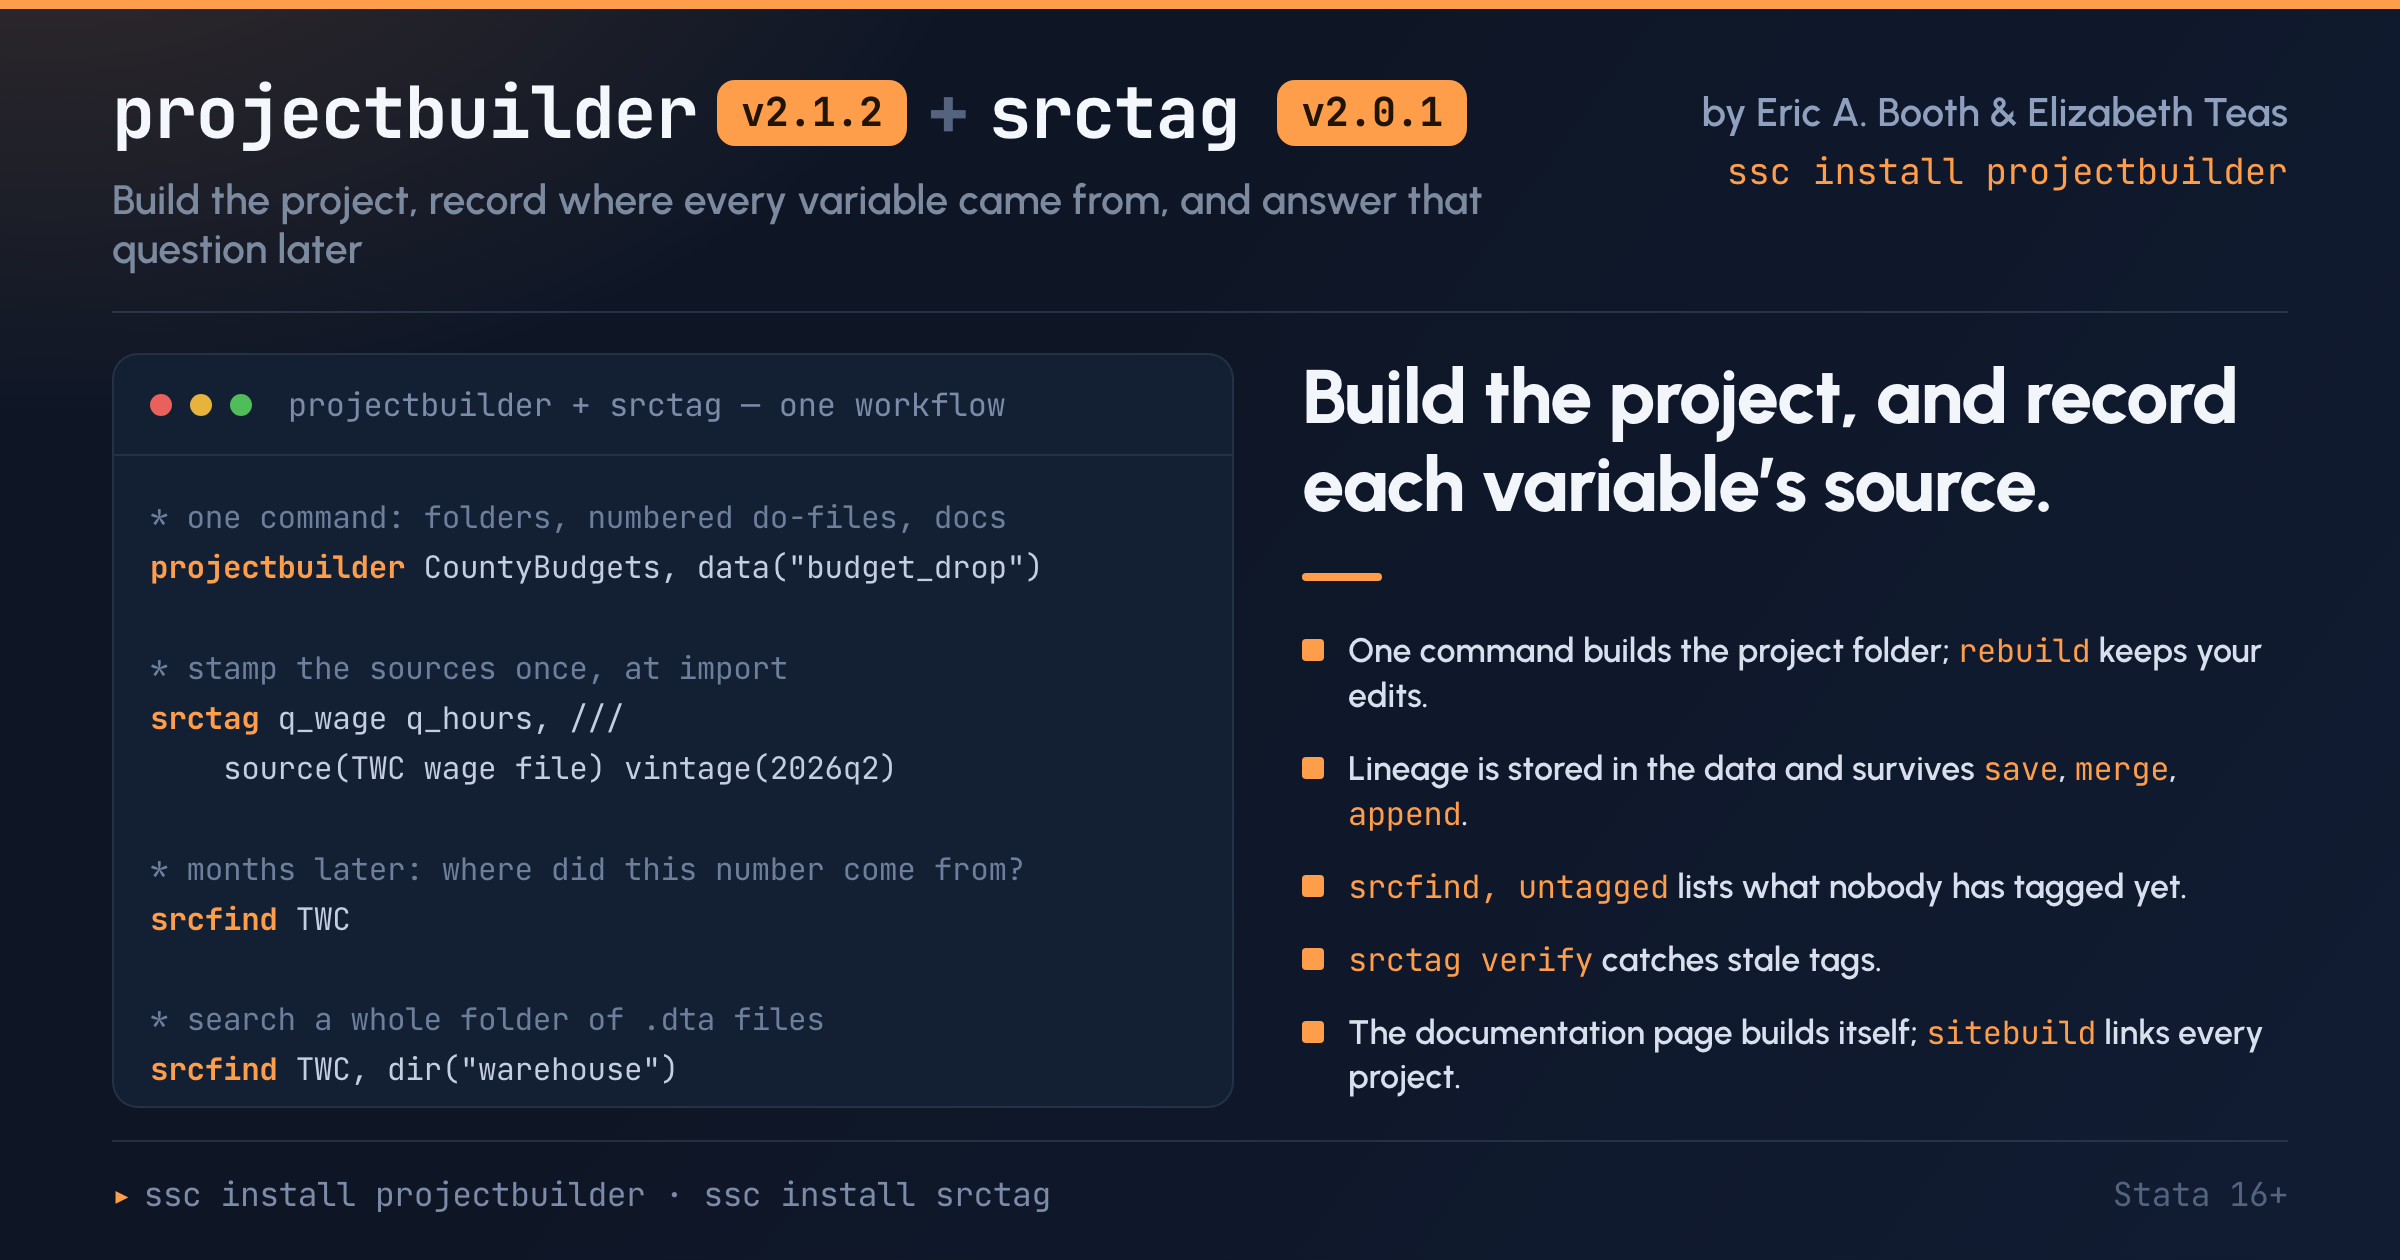 projectbuilder v2.1.2 + srctag v2.0.1
by Eric A. Booth & Elizabeth Teas
ssc install projectbuilder
Build the project, record where every variable came from, and answer that
question later
projectbuilder + srctag — one workflow
* one command: folders, numbered do-files, docs
projectbuilder CountyBudgets, data("budget_drop")
* stamp the sources once, at import
srctag q_wage q_hours, ///
source(TWC wage file) vintage(2026q2)
* months later: where did this number come from?
srcfind TWC
* search a whole folder of .dta files
srcfind TWC, dir("warehouse")
Build the project, and record
each variable’s source.
One command builds the project folder; rebuild keeps your
edits.
Lineage is stored in the data and survives save, merge,
append.
srcfind, untagged lists what nobody has tagged yet.
srctag verify catches stale tags.
The documentation page builds itself; sitebuild links every
project.
▸ ssc install projectbuilder · ssc install srctag
Stata 16+